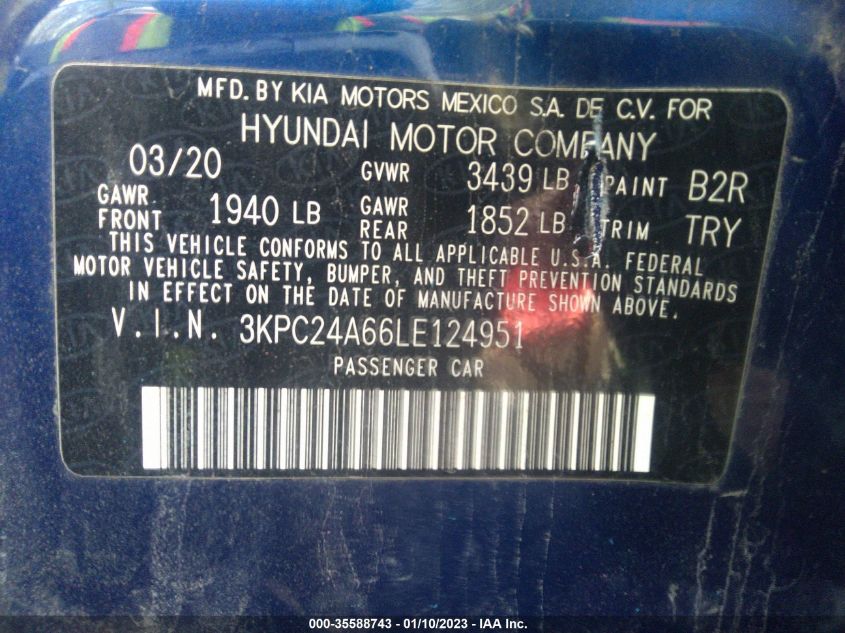 MFD. BY KIA MOTORS MEXICO S.A. DE C.V. FOR
HYUNDAI MOTOR COMPANY
03/20 GVWR 3439 LB PAINT B2R
GAWR FRONT 1940 LB GAWR REAR 1852 LB TRIM TRY
THIS VEHICLE CONFORMS TO ALL APPLICABLE U.S.A. FEDERAL
MOTOR VEHICLE SAFETY, BUMPER, AND THEFT PREVENTION STANDARDS
IN EFFECT ON THE DATE OF MANUFACTURE SHOWN ABOVE.
V.I.N. 3KPC24A66LE124951
PASSENGER CAR
000-35588743 - 01/10/2023 - IAA Inc.